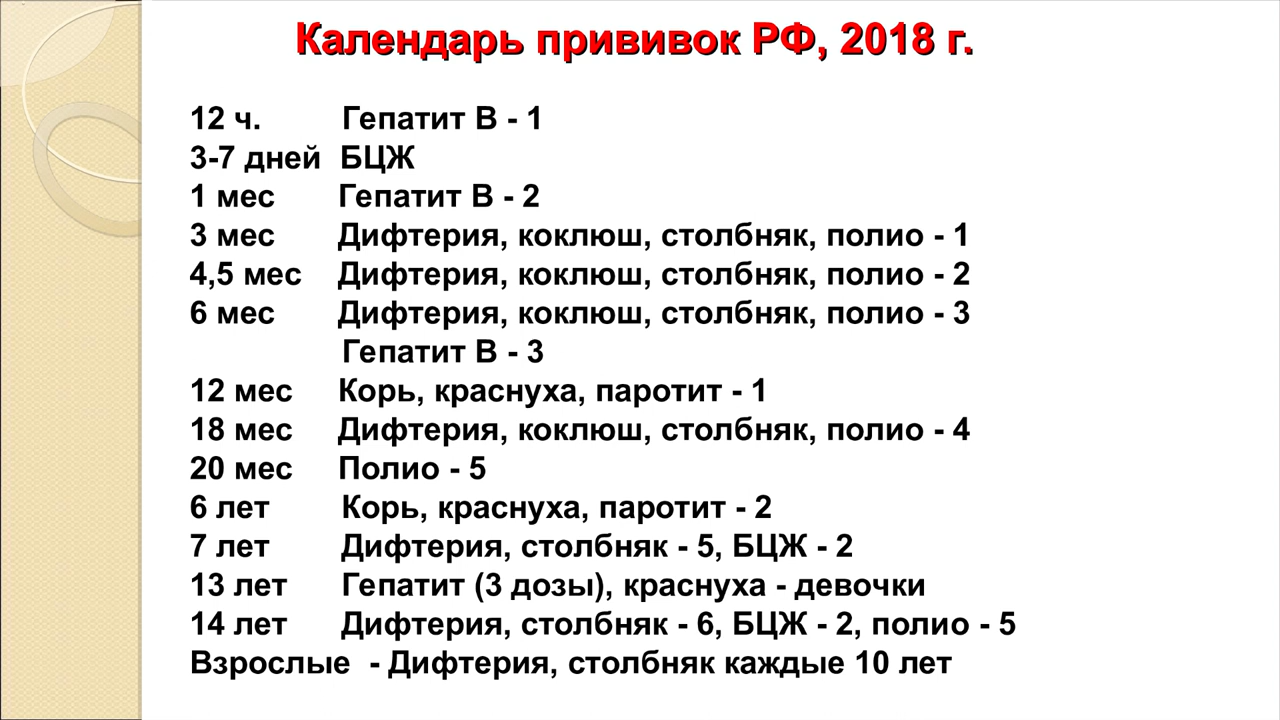 Календарь прививок РФ, 2018 г.
12 ч. Гепатит В - 1
3-7 дней БЦЖ
1 мес Гепатит В - 2
3 мес Дифтерия, коклюш, столбняк, полио - 1
4,5 мес Дифтерия, коклюш, столбняк, полио - 2
6 мес Дифтерия, коклюш, столбняк, полио - 3
Гепатит В - 3
12 мес Корь, краснуха, паротит - 1
18 мес Дифтерия, коклюш, столбняк, полио - 4
20 мес Полио - 5
6 лет Корь, краснуха, паротит - 2
7 лет Дифтерия, столбняк - 5, БЦЖ - 2
13 лет Гепатит (3 дозы), краснуха - девочки
14 лет Дифтерия, столбняк - 6, БЦЖ - 2, полио - 5
Взрослые - Дифтерия, столбняк каждые 10 лет